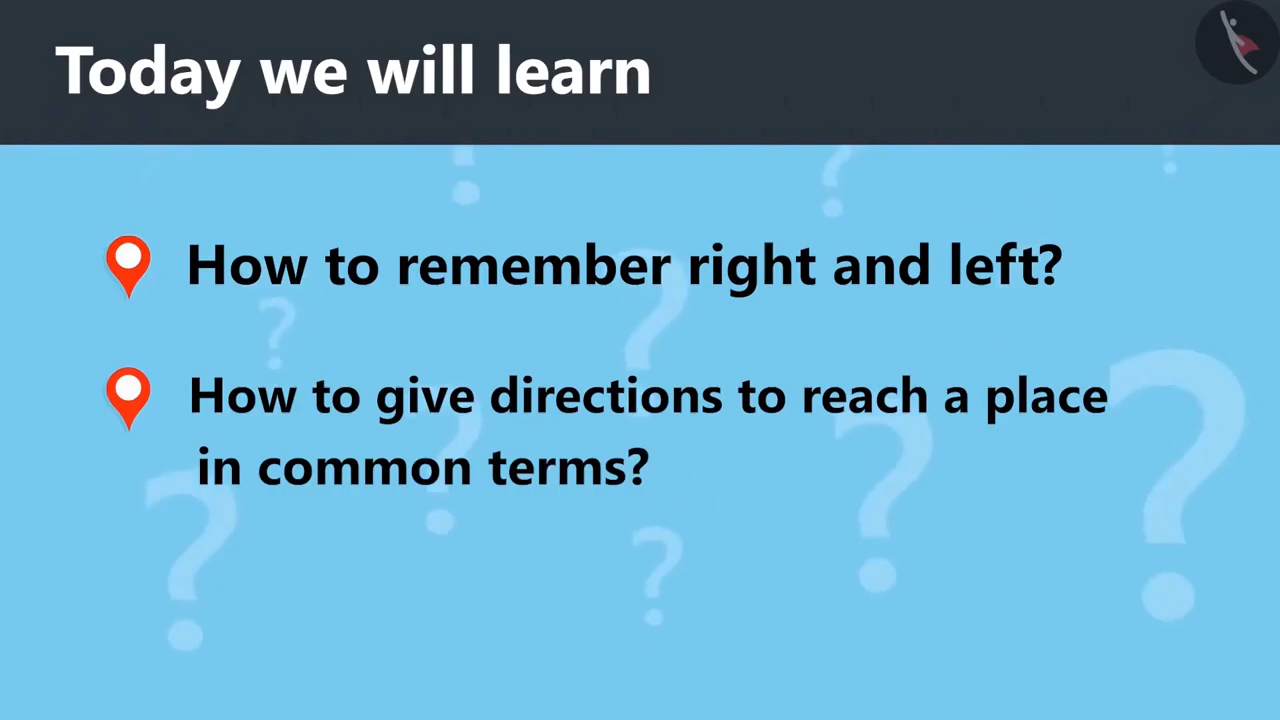 Today we will learn
How to remember right and left?
How to give directions to reach a place
in common terms?